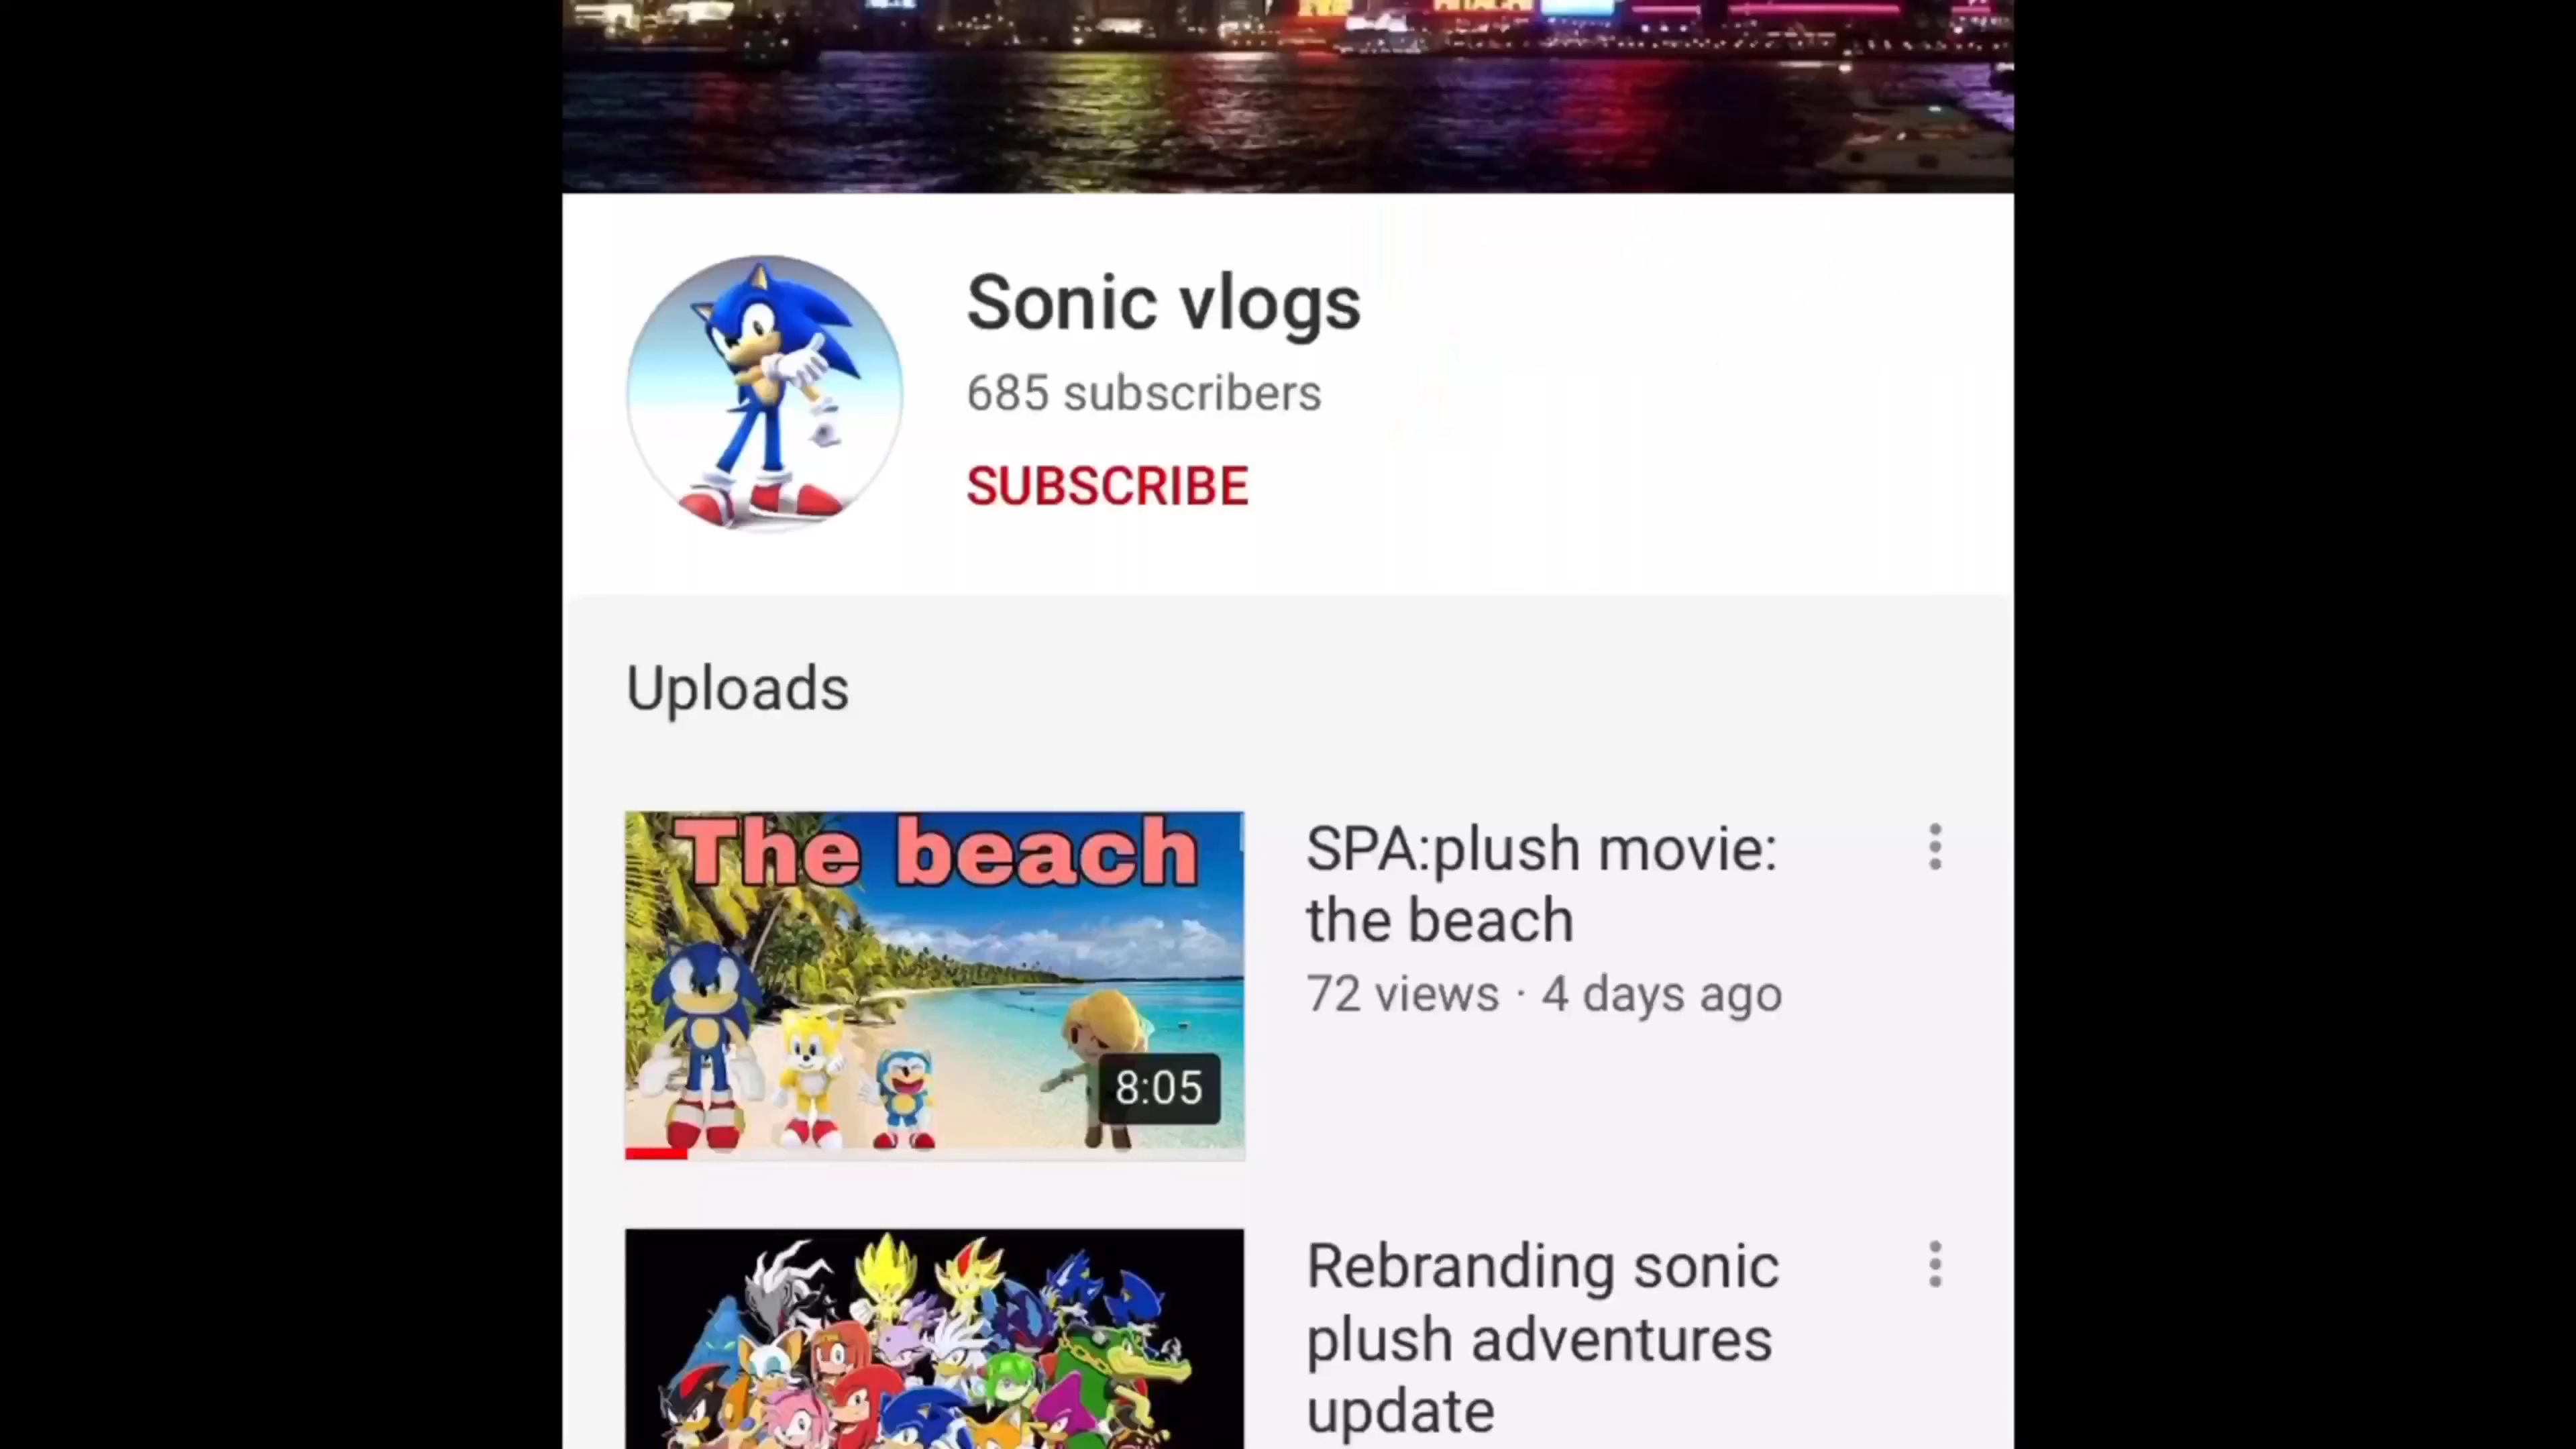 Sonic vlogs
685 subscribers
SUBSCRIBE
Uploads
The beach
8:05
SPA:plush movie:
the beach
72 views · 4 days ago
Rebranding sonic
plush adventures
update